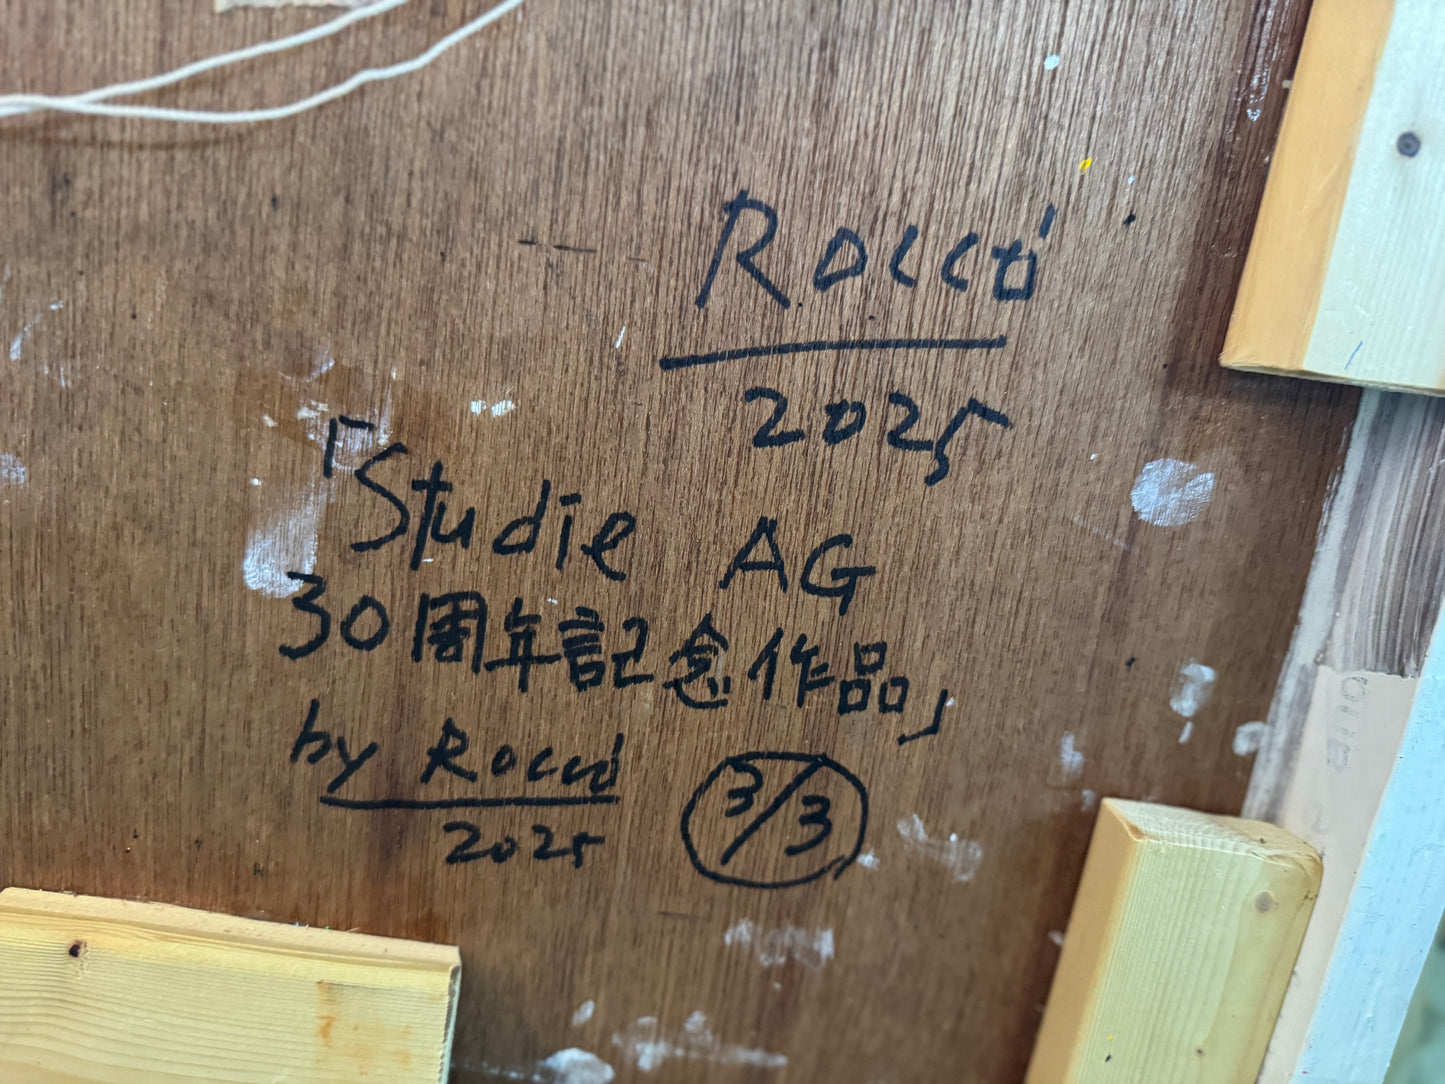 Rocco'
2025
「Studie AG
30周年記念作品」
by Rocco'
2025
3/3